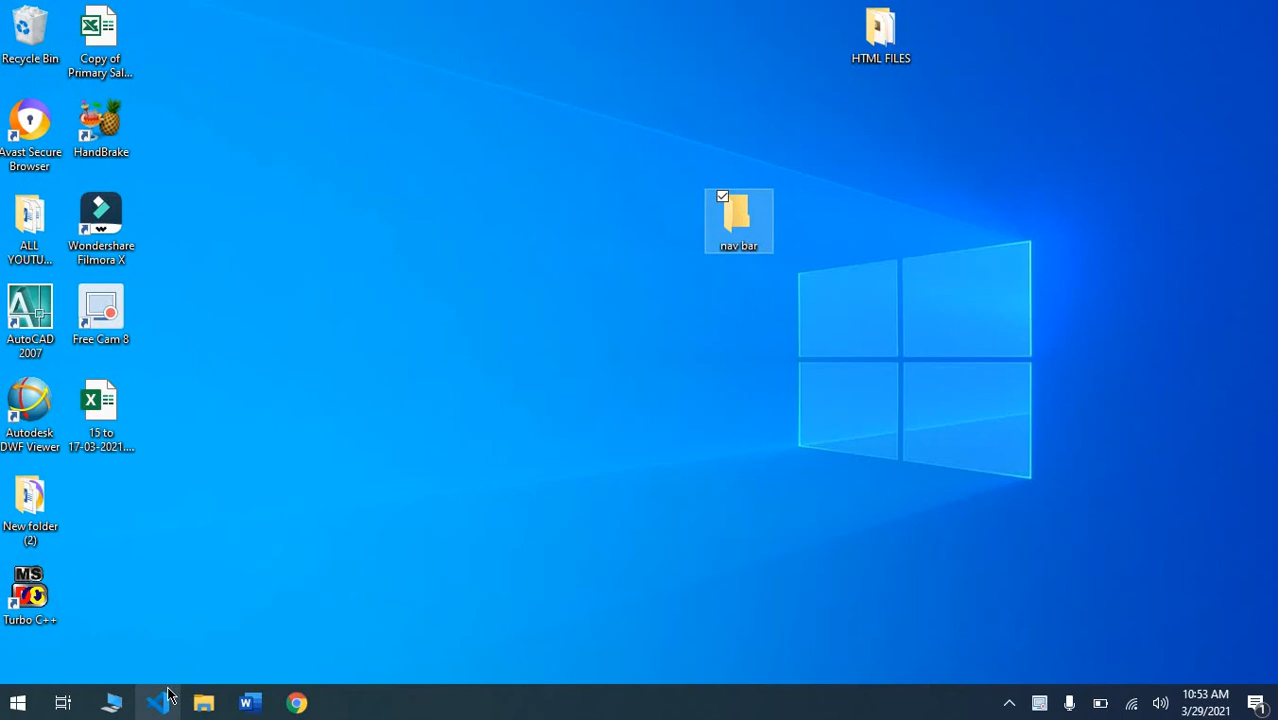 Recycle Bin
Copy of
Primary Sal...
HTML FILES
Avast Secure
Browser
HandBrake
nav bar
ALL
YOUTU...
Wondershare
Filmora X
AutoCAD
2007
Free Cam 8
Autodesk
DWF Viewer
15 to
17-03-2021....
New folder
(2)
MS
Turbo C++
10:53 AM
3/29/2021
1